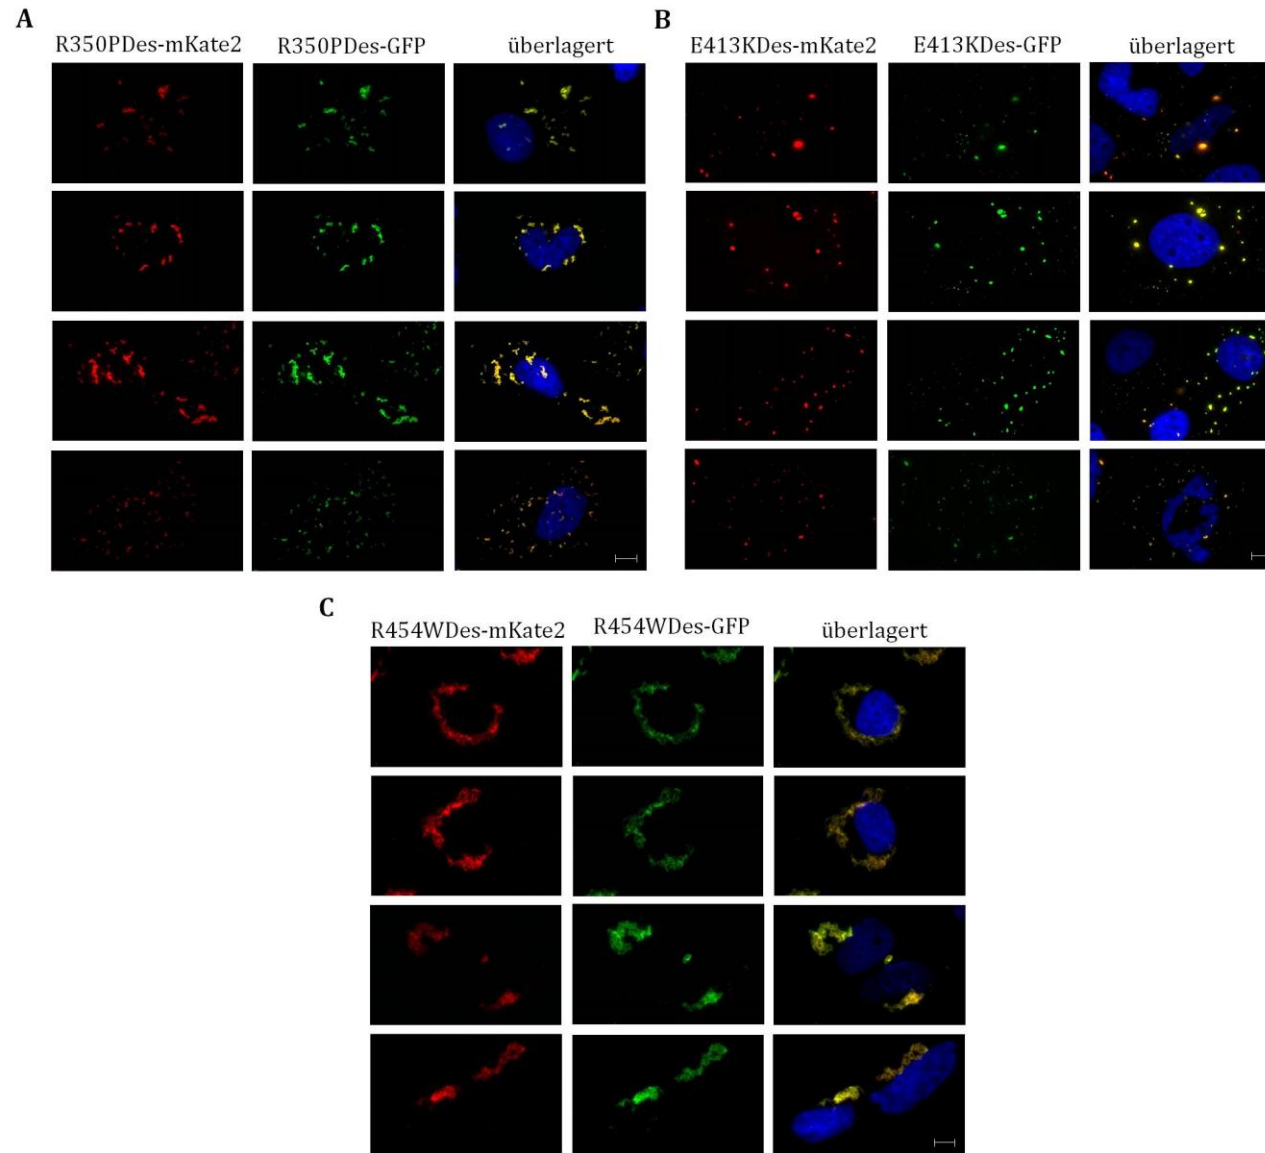 A
R350PDes-mKate2 R350PDes-GFP überlagert
B
E413KDes-mKate2 E413KDes-GFP überlagert
C
R454WDes-mKate2 R454WDes-GFP überlagert